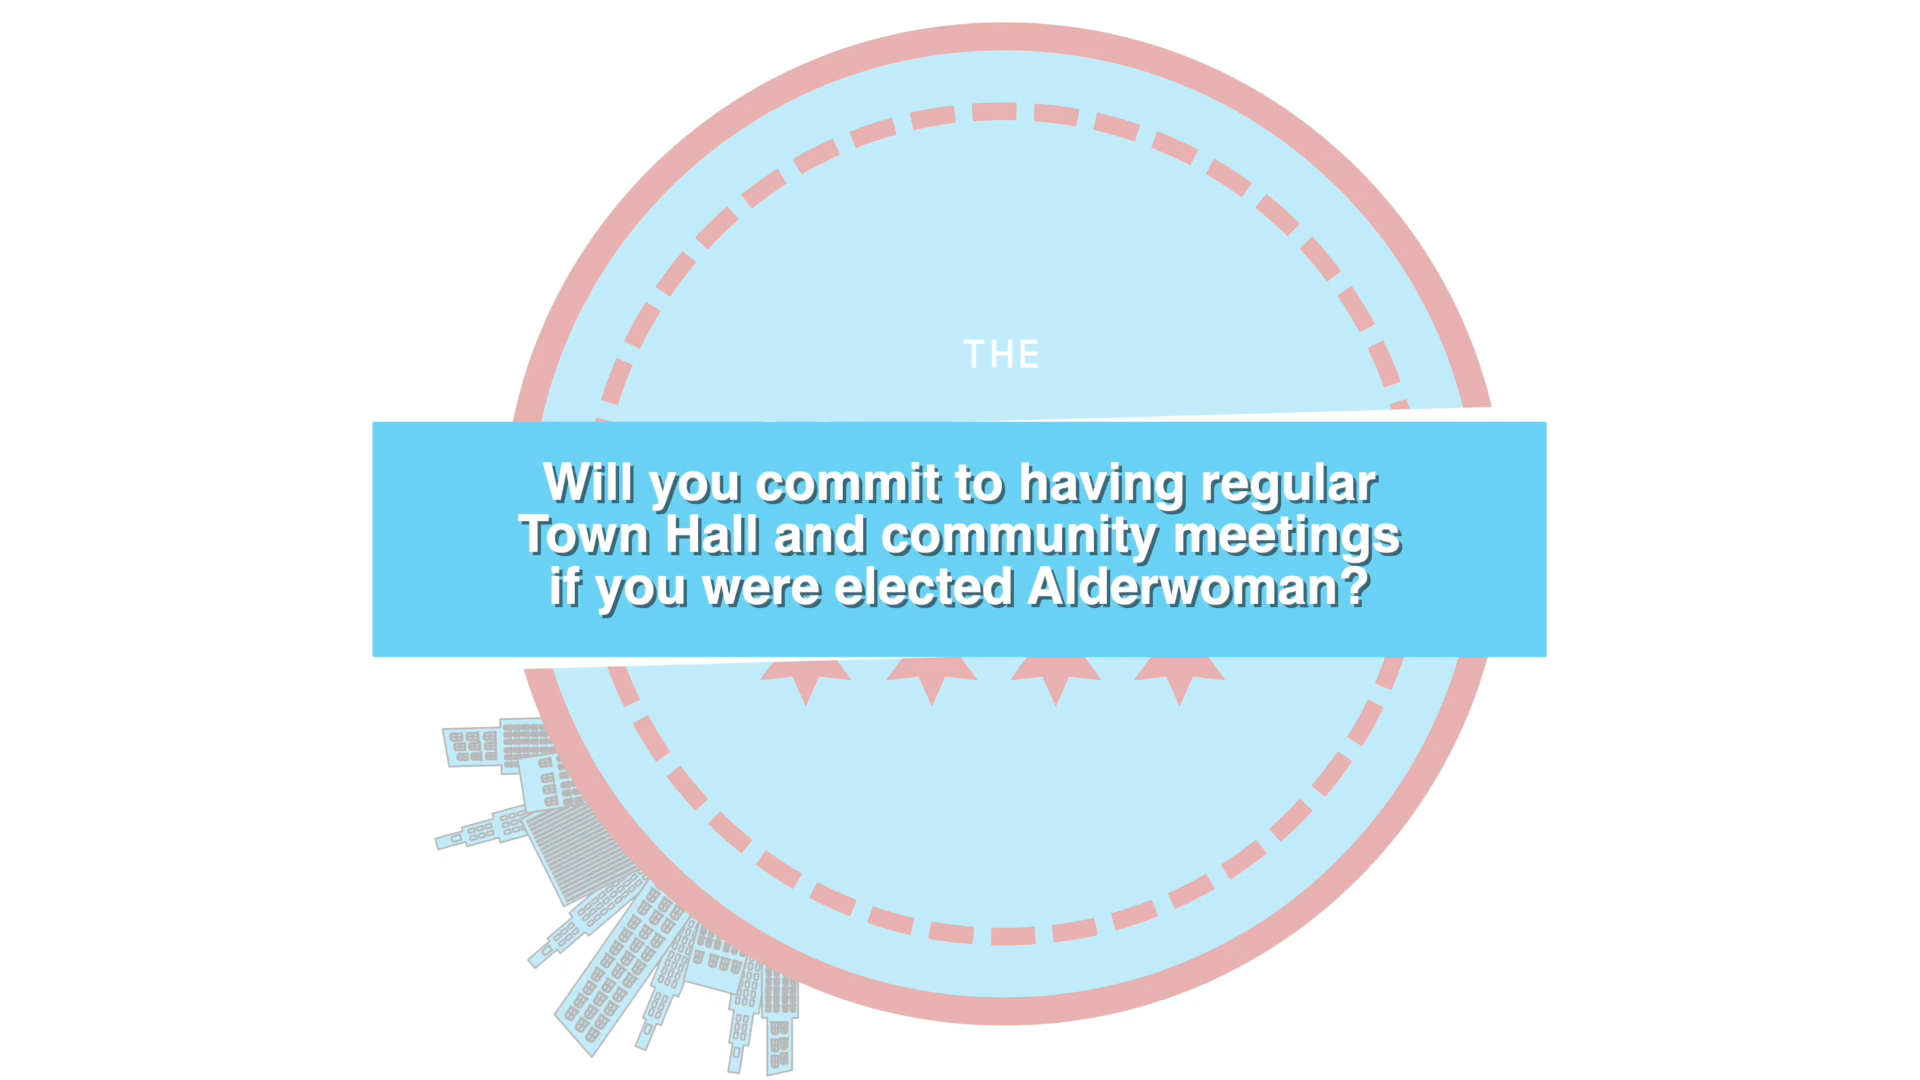 THE
Will you commit to having regular
Town Hall and community meetings
if you were elected Alderwoman?